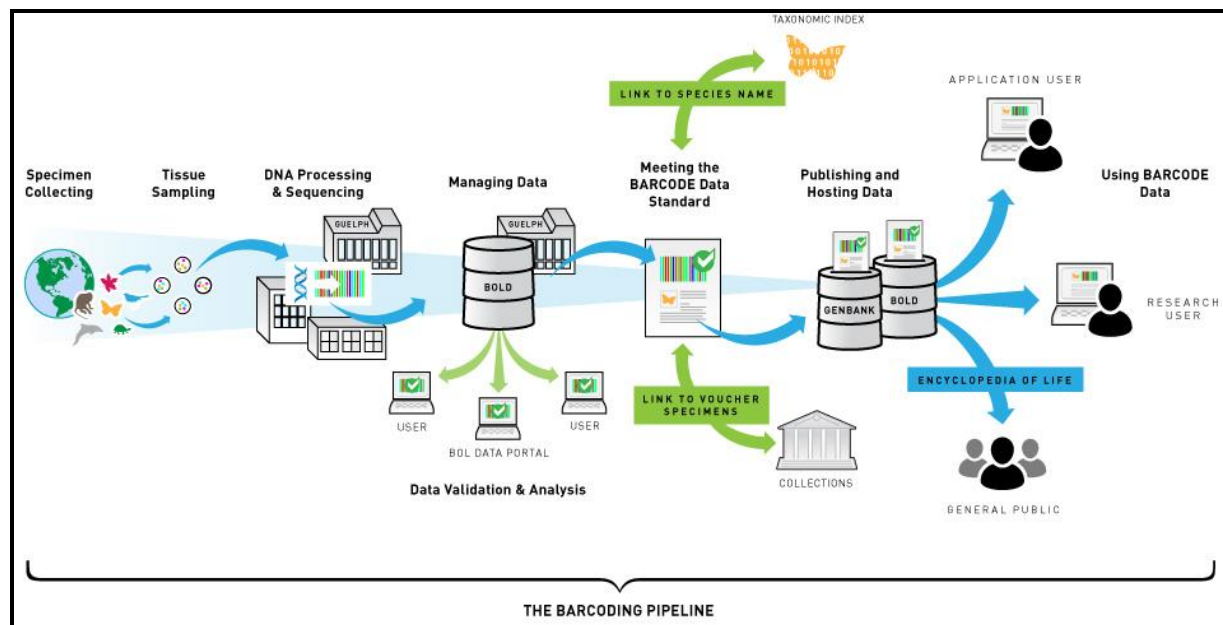 TAXONOMIC INDEX
LINK TO SPECIES NAME
APPLICATION USER
Specimen
Collecting
Tissue
Sampling
DNA Processing
& Sequencing
Managing Data
Meeting the
BARCODE Data
Standard
Publishing and
Hosting Data
Using BARCODE
Data
GUELPH
GUELPH
BOLD
GENBANK
BOLD
RESEARCH
USER
USER
BOL DATA PORTAL
USER
Data Validation & Analysis
LINK TO VOUCHER
SPECIMENS
COLLECTIONS
ENCYCLOPEDIA OF LIFE
GENERAL PUBLIC
THE BARCODING PIPELINE